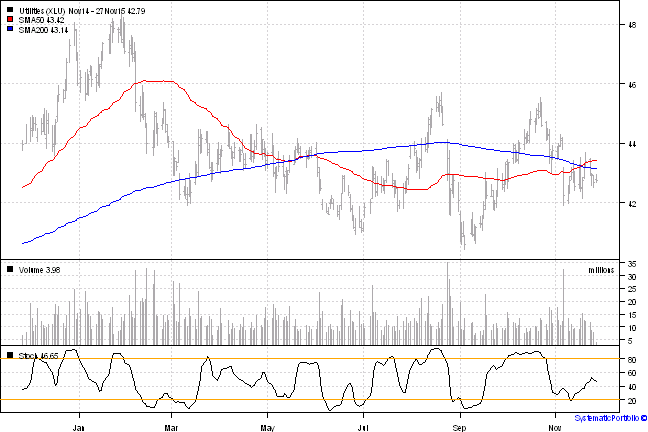 Utilities (XLU) Nov14 - 27Nov15 42.79
SMA50 43.42
SMA200 43.14
48
46
44
42
Volume 3.98
millions
35
30
25
20
15
10
5
Stoch 46.65
80
60
40
20
Jan Mar May Jul Sep Nov
SystematicPortfolio ©